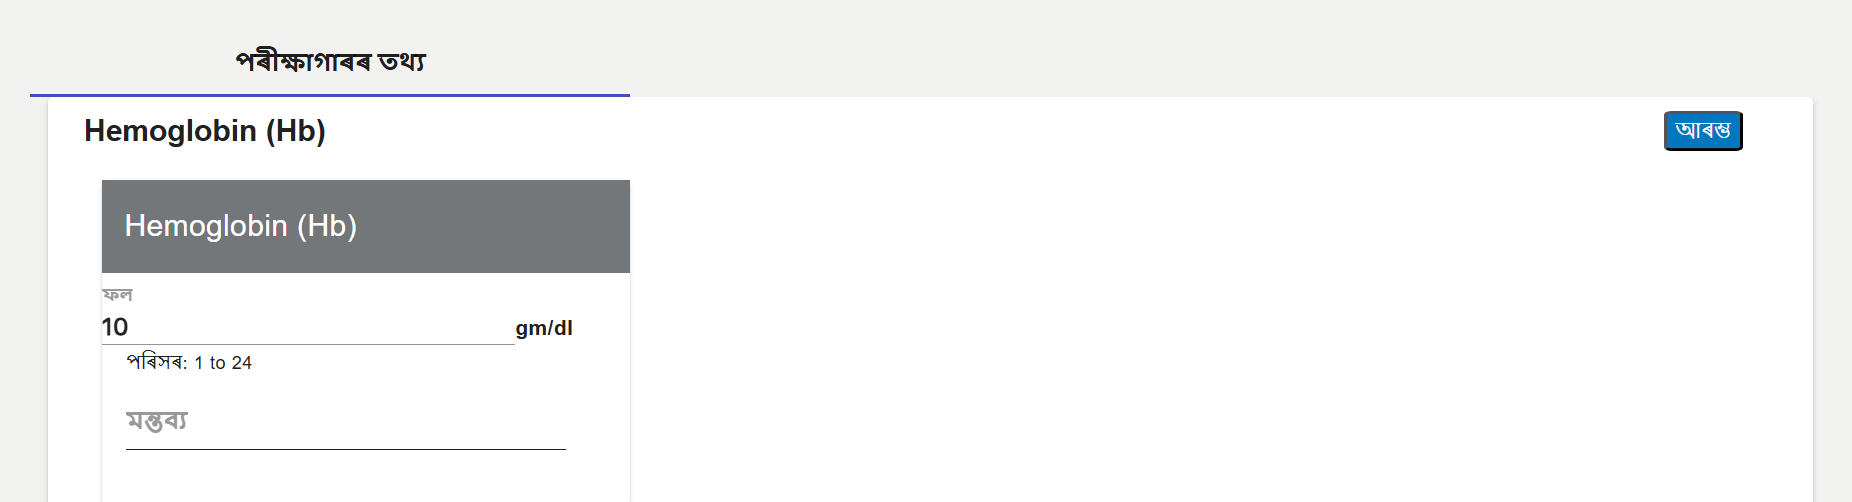 পৰীক্ষাগাৰৰ তথ্য
Hemoglobin (Hb) আৰম্ভ
Hemoglobin (Hb)
ফল
10 gm/dl
পৰিসৰ: 1 to 24
মন্তব্য